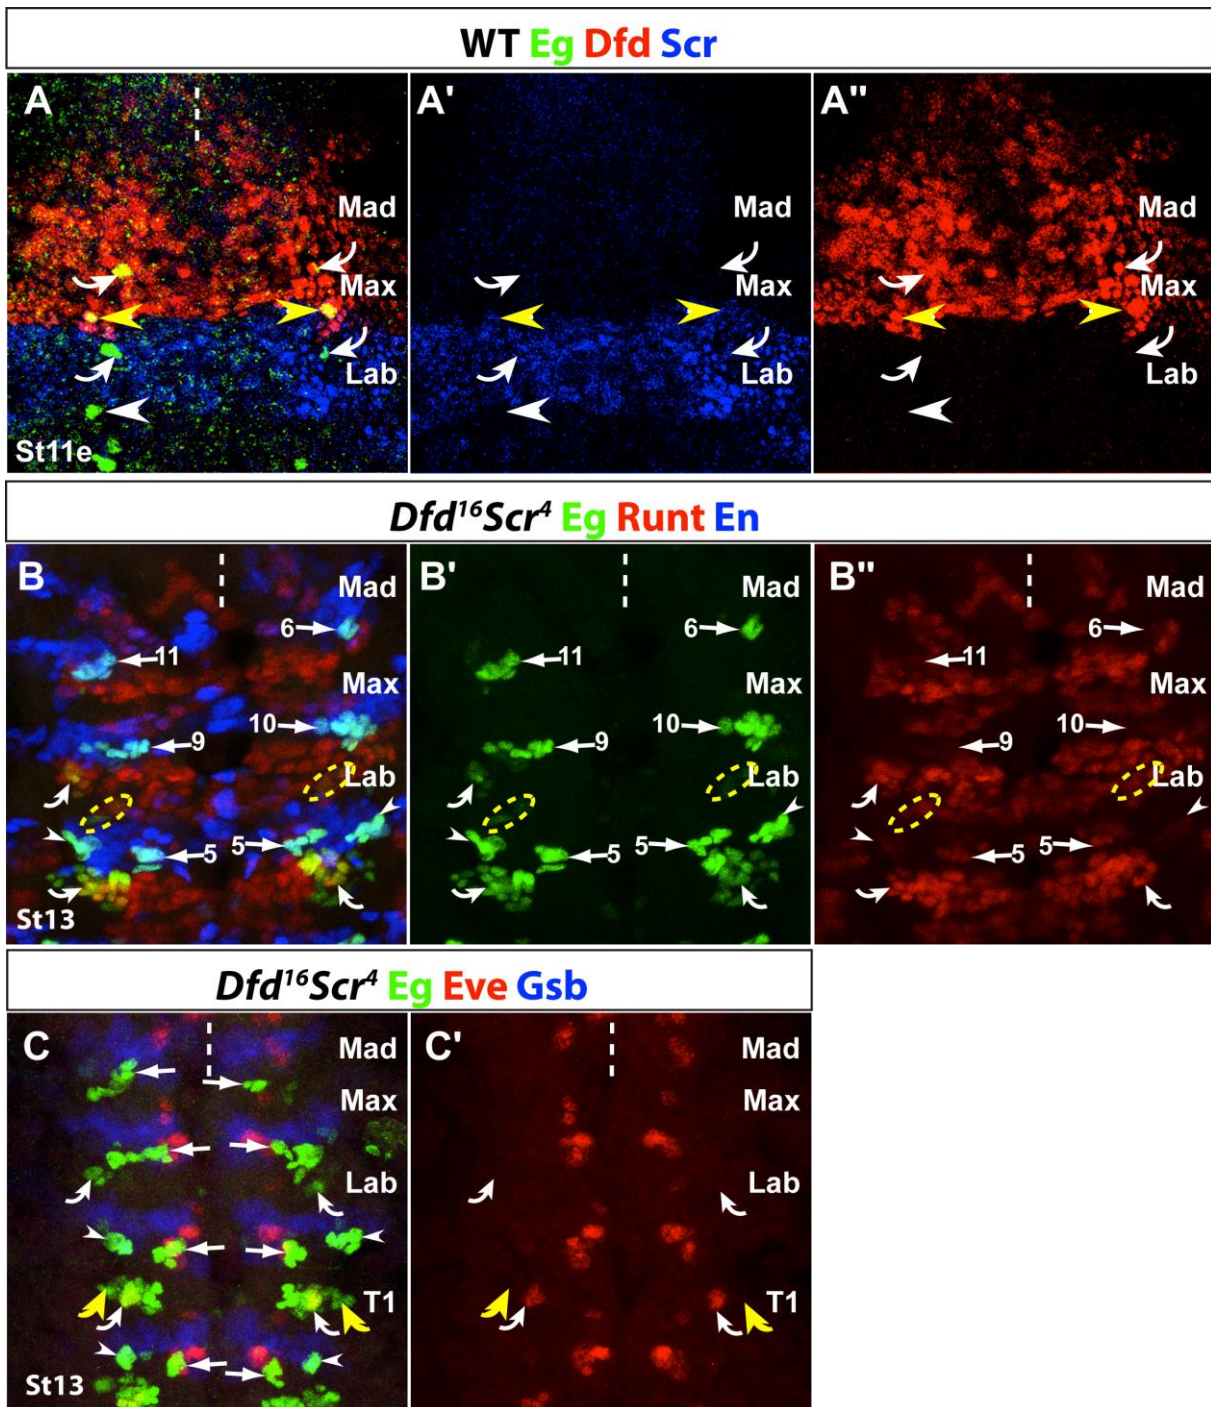 WT Eg Dfd Scr
A
Mad
Max
Lab
St11e
A'
Mad
Max
Lab
A"
Mad
Max
Lab
Dfd16Scr4 Eg Runt En
B
Mad
6
11
Max
10
9
Lab
5
5
St13
B'
Mad
6
11
Max
10
9
Lab
5
5
B"
Mad
6
11
Max
10
9
Lab
5
5
Dfd16Scr4 Eg Eve Gsb
C
Mad
Max
Lab
T1
St13
C'
Mad
Max
Lab
T1